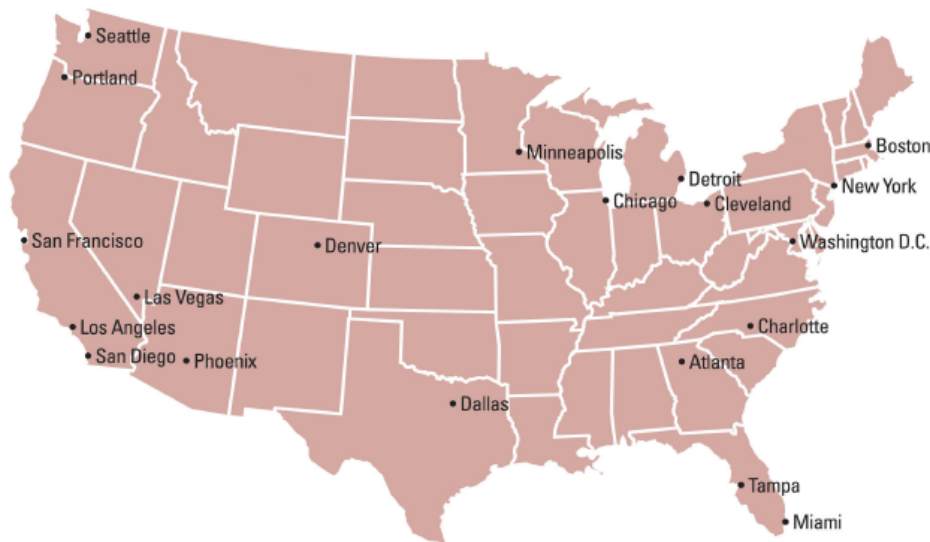 Seattle
Portland
Boston
Minneapolis
Detroit
New York
Chicago
Cleveland
San Francisco
Denver
Washington D.C.
Las Vegas
Los Angeles
Charlotte
San Diego
Phoenix
Atlanta
Dallas
Tampa
Miami